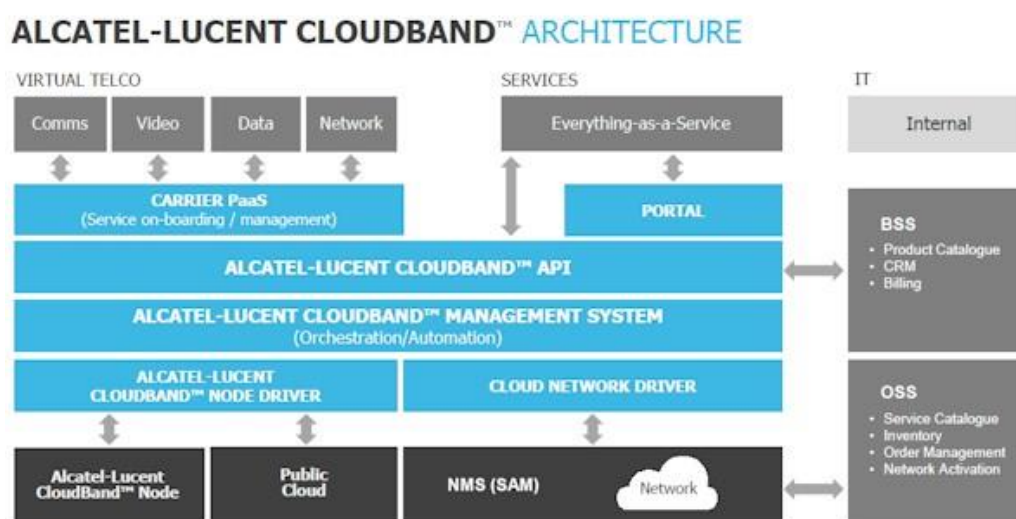 ALCATEL-LUCENT CLOUDBAND™ ARCHITECTURE
VIRTUAL TELCO
SERVICES
IT
Comms
Video
Data
Network
Everything-as-a-Service
Internal
CARRIER PaaS
(Service on-boarding / management)
PORTAL
ALCATEL-LUCENT CLOUDBAND™ API
ALCATEL-LUCENT CLOUDBAND™ MANAGEMENT SYSTEM
(Orchestration/Automation)
ALCATEL-LUCENT
CLOUDBAND™ NODE DRIVER
CLOUD NETWORK DRIVER
Alcatel-Lucent
CloudBand™ Node
Public
Cloud
NMS (SAM)
Network
BSS
• Product Catalogue
• CRM
• Billing
OSS
• Service Catalogue
• Inventory
• Order Management
• Network Activation